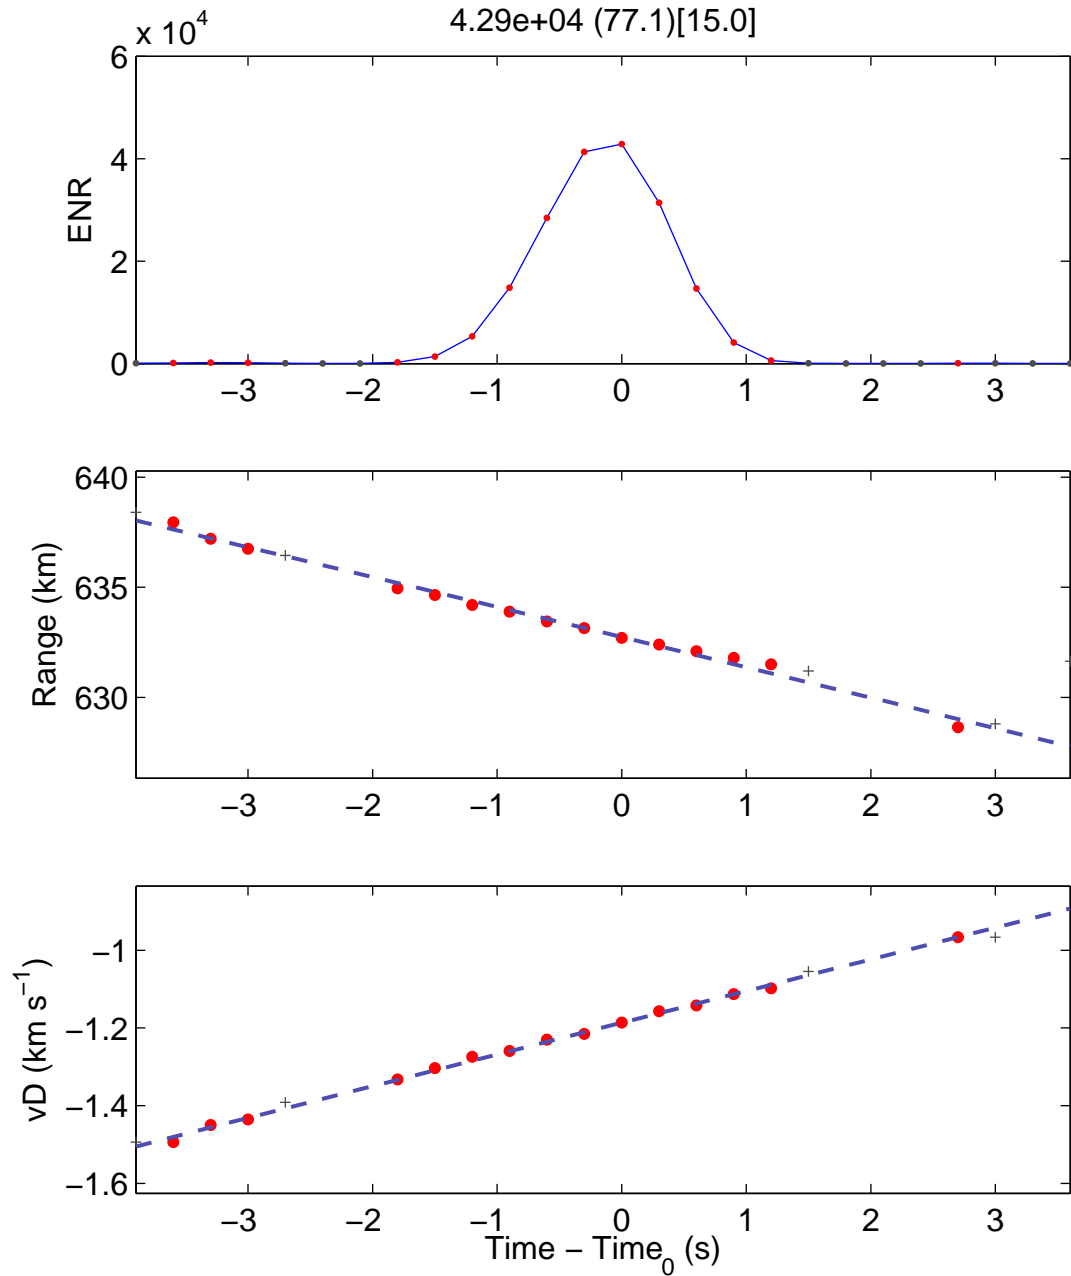 4.29e+04 (77.1)[15.0]
x 10⁴
6
4
2
0
ENR
−3 −2 −1 0 1 2 3
640
635
630
Range (km)
−3 −2 −1 0 1 2 3
−1
−1.2
−1.4
−1.6
vD (km s⁻¹)
−3 −2 −1 0 1 2 3
Time − Time₀ (s)